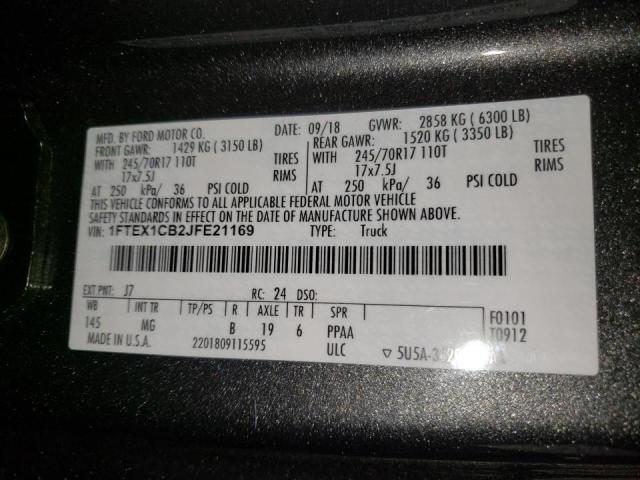 MFD. BY FORD MOTOR CO. DATE: 09/18 GVWR: 2858 KG ( 6300 LB)
FRONT GAWR: 1429 KG ( 3150 LB) REAR GAWR: 1520 KG ( 3350 LB)
WITH 245/70R17 110T TIRES WITH 245/70R17 110T TIRES
17x7.5J RIMS 17x7.5J RIMS
AT 250 kPa/ 36 PSI COLD AT 250 kPa/ 36 PSI COLD
THIS VEHICLE CONFORMS TO ALL APPLICABLE FEDERAL MOTOR VEHICLE
SAFETY STANDARDS IN EFFECT ON THE DATE OF MANUFACTURE SHOWN ABOVE.
VIN: 1FTEX1CB2JFE21169 TYPE: Truck
EXT PNT: J7 RC: 24 DSO:
WB INT TR TP/PS R AXLE TR SPR F0101
145 MG B 19 6 PPAA T0912
MADE IN U.S.A. 2201809115595 ULC ▽ 5U5A-